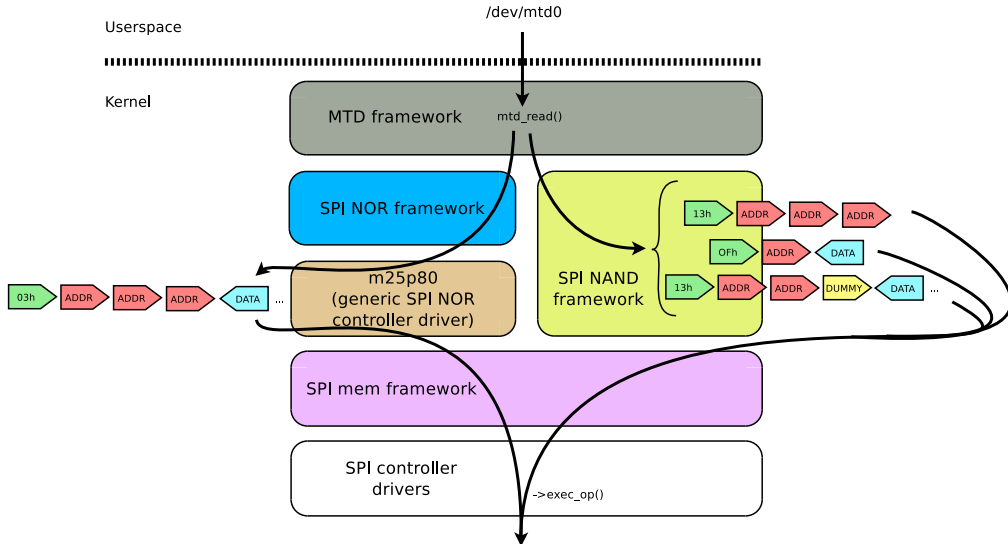 /dev/mtd0
Userspace
Kernel
MTD framework
mtd_read()
SPI NOR framework
13h ADDR ADDR ADDR
OFh ADDR DATA
SPI NAND
framework
13h ADDR ADDR DUMMY DATA ...
m25p80
(generic SPI NOR
controller driver)
03h ADDR ADDR ADDR DATA ...
SPI mem framework
SPI controller
drivers
->exec_op()